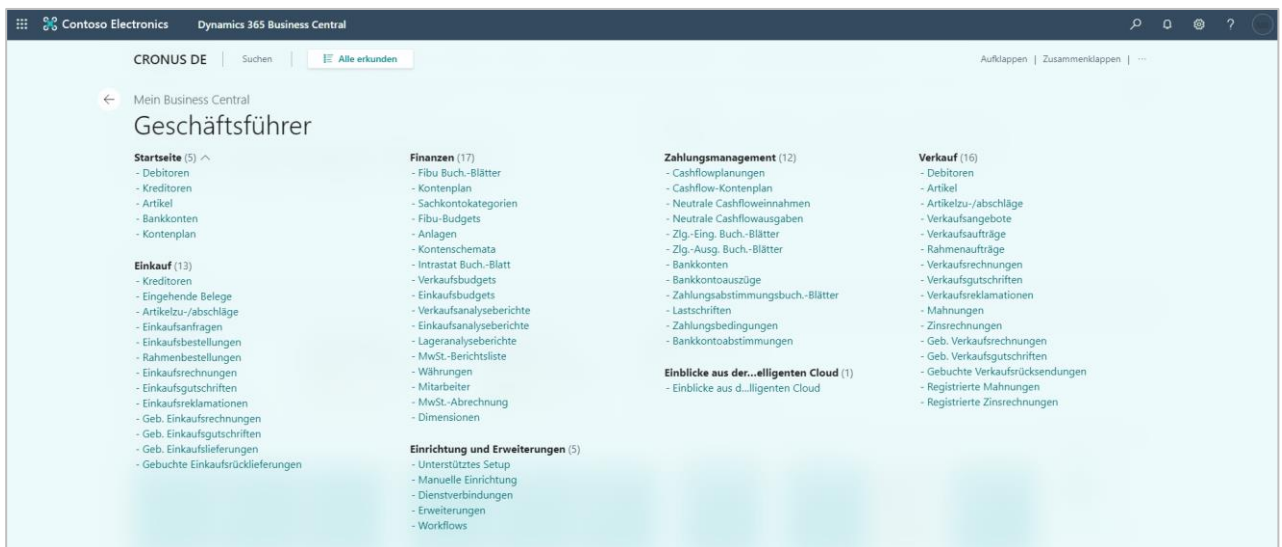 Contoso Electronics Dynamics 365 Business Central ?
CRONUS DE Suchen Alle erkunden Aufklappen | Zusammenklappen | ...
Mein Business Central
Geschäftsführer
Startseite (5)
- Debitoren
- Kreditoren
- Artikel
- Bankkonten
- Kontenplan
Einkauf (13)
- Kreditoren
- Eingehende Belege
- Artikelzu-/abschläge
- Einkaufsanfragen
- Einkaufsbestellungen
- Rahmenbestellungen
- Einkaufsrechnungen
- Einkaufsgutschriften
- Einkaufsreklamationen
- Geb. Einkaufsrechnungen
- Geb. Einkaufsgutschriften
- Geb. Einkaufslieferungen
- Gebuchte Einkaufsrücklieferungen
Finanzen (17)
- Fibu Buch.-Blätter
- Kontenplan
- Sachkontokategorien
- Fibu-Budgets
- Anlagen
- Kontenschemata
- Intrastat Buch.-Blatt
- Verkaufsbudgets
- Einkaufsbudgets
- Verkaufsanalyseberichte
- Einkaufsanalyseberichte
- Lageranalyseberichte
- MwSt.-Berichtsliste
- Währungen
- Mitarbeiter
- MwSt.-Abrechnung
- Dimensionen
Einrichtung und Erweiterungen (5)
- Unterstütztes Setup
- Manuelle Einrichtung
- Dienstverbindungen
- Erweiterungen
- Workflows
Zahlungsmanagement (12)
- Cashflowplanungen
- Cashflow-Kontenplan
- Neutrale Cashfloweinnahmen
- Neutrale Cashflowausgaben
- Zlg.-Eing. Buch.-Blätter
- Zlg.-Ausg. Buch.-Blätter
- Bankkonten
- Bankkontoauszüge
- Zahlungsabstimmungsbuch.-Blätter
- Lastschriften
- Zahlungsbedingungen
- Bankkontoabstimmungen
Einblicke aus der...elligenten Cloud (1)
- Einblicke aus d...lligenten Cloud
Verkauf (16)
- Debitoren
- Artikel
- Artikelzu-/abschläge
- Verkaufsangebote
- Verkaufsaufträge
- Rahmenaufträge
- Verkaufsrechnungen
- Verkaufsgutschriften
- Verkaufsreklamationen
- Mahnungen
- Zinsrechnungen
- Geb. Verkaufsrechnungen
- Geb. Verkaufsgutschriften
- Gebuchte Verkaufsrücksendungen
- Registrierte Mahnungen
- Registrierte Zinsrechnungen